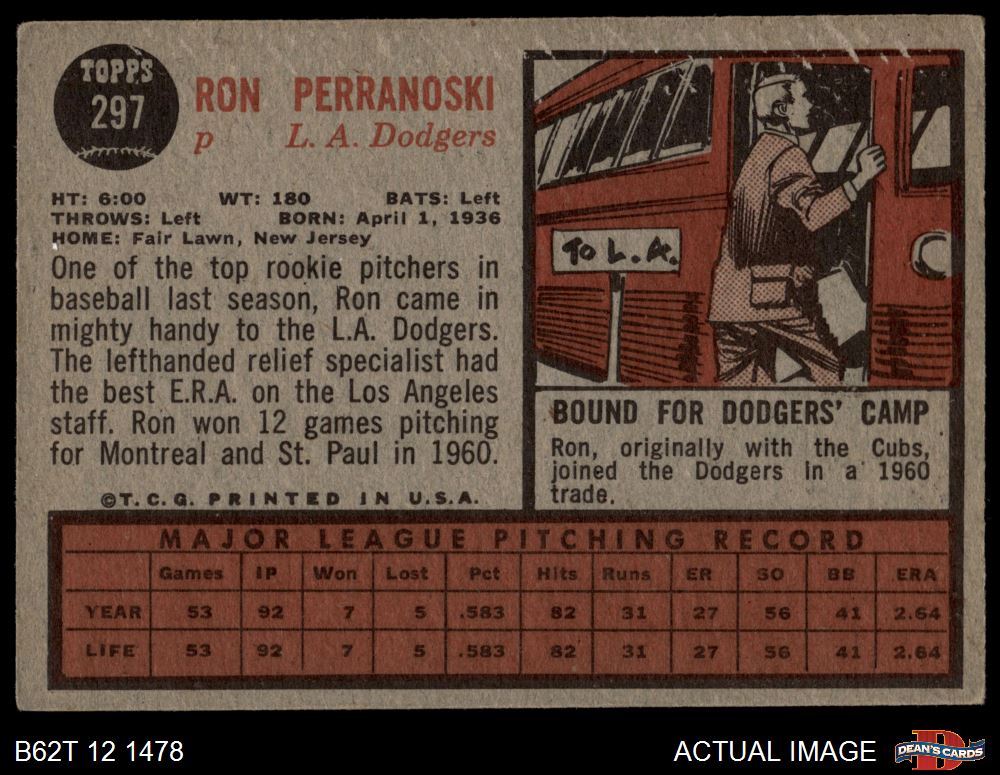 TOPPS
297
RON PERRANOSKI
p L. A. Dodgers
HT: 6:00 WT: 180 BATS: Left
THROWS: Left BORN: April 1, 1936
HOME: Fair Lawn, New Jersey
One of the top rookie pitchers in
baseball last season, Ron came in
mighty handy to the L.A. Dodgers.
The lefthanded relief specialist had
the best E.R.A. on the Los Angeles
staff. Ron won 12 games pitching
for Montreal and St. Paul in 1960.
©T.C.G. PRINTED IN U.S.A.
TO L.A.
BOUND FOR DODGERS' CAMP
Ron, originally with the Cubs,
joined the Dodgers in a 1960
trade.
MAJOR LEAGUE PITCHING RECORD
Games IP Won Lost Pct Hits Runs ER SO BB ERA
YEAR 53 92 7 5 .583 82 31 27 56 41 2.64
LIFE 53 92 7 5 .583 82 31 27 56 41 2.64
B62T 12 1478
ACTUAL IMAGE
DEAN'S CARDS